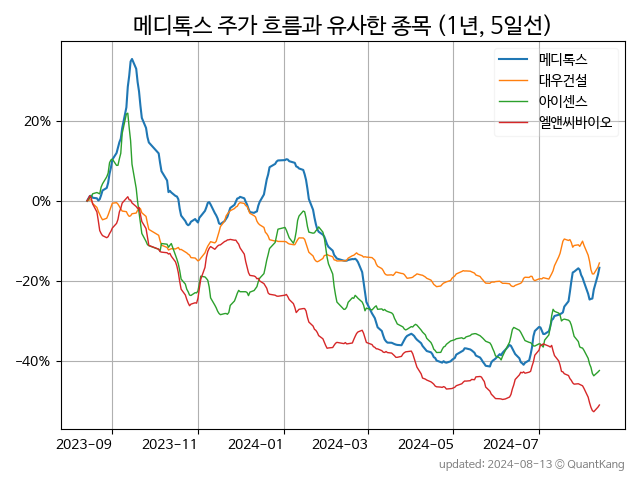 메디톡스 주가 흐름과 유사한 종목 (1년, 5일선)
메디톡스
대우건설
아이센스
엘앤씨바이오
20%
0%
−20%
−40%
2023-09 2023-11 2024-01 2024-03 2024-05 2024-07
updated: 2024-08-13 © QuantKang